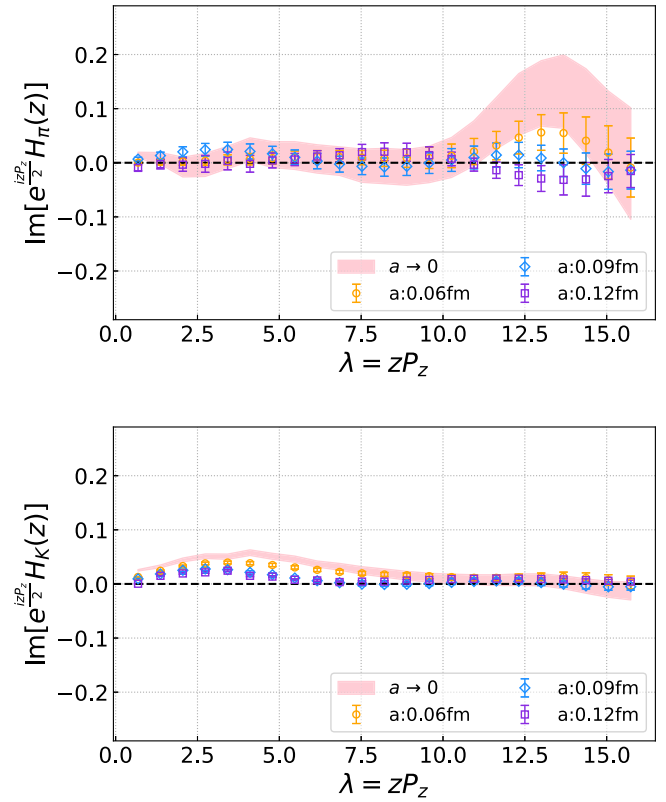 Im[e^{\frac{izP_z}{2}} H_π(z)]
0.2
0.1
0.0
−0.1
−0.2
a → 0
a:0.06fm
a:0.09fm
a:0.12fm
0.0 2.5 5.0 7.5 10.0 12.5 15.0
λ = zP_z
Im[e^{\frac{izP_z}{2}} H_K(z)]
0.2
0.1
0.0
−0.1
−0.2
a → 0
a:0.06fm
a:0.09fm
a:0.12fm
0.0 2.5 5.0 7.5 10.0 12.5 15.0
λ = zP_z